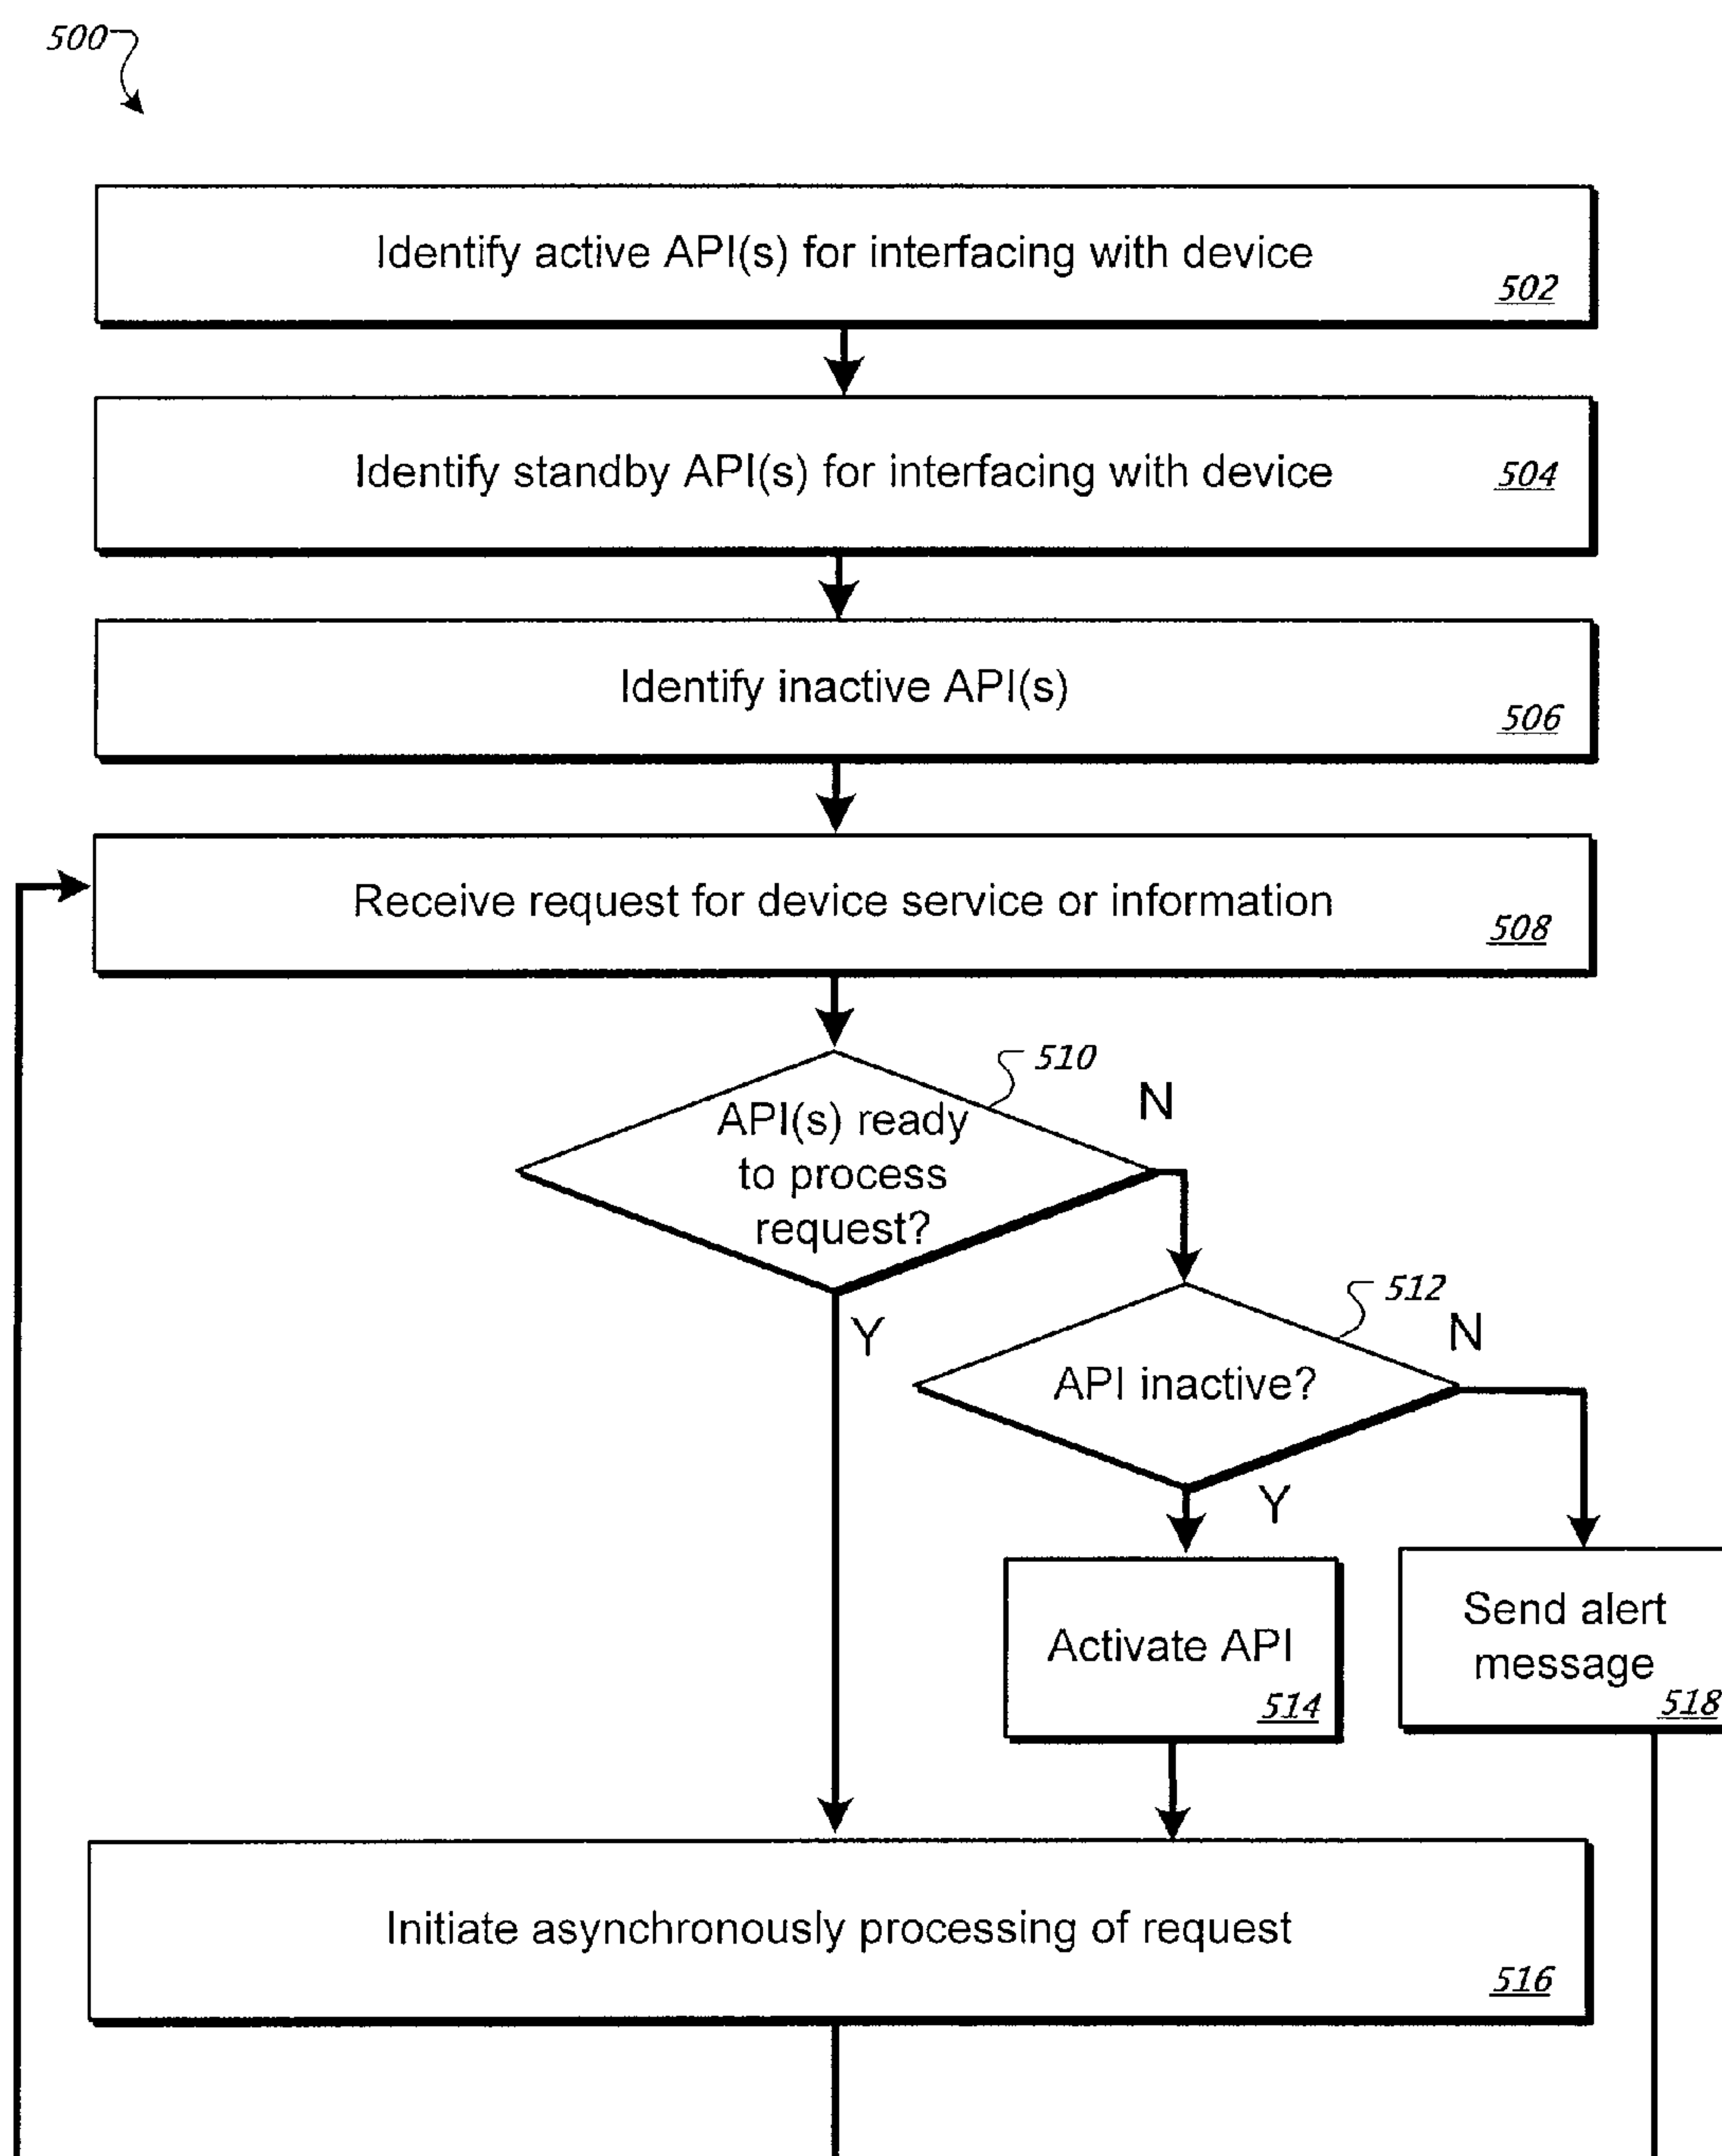 500
Identify active API(s) for interfacing with device
502
Identify standby API(s) for interfacing with device
504
Identify inactive API(s)
506
Receive request for device service or information
508
510
N
API(s) ready
to process
request?
Y
512
N
API inactive?
Y
Activate API
514
Send alert
message
518
Initiate asynchronously processing of request
516